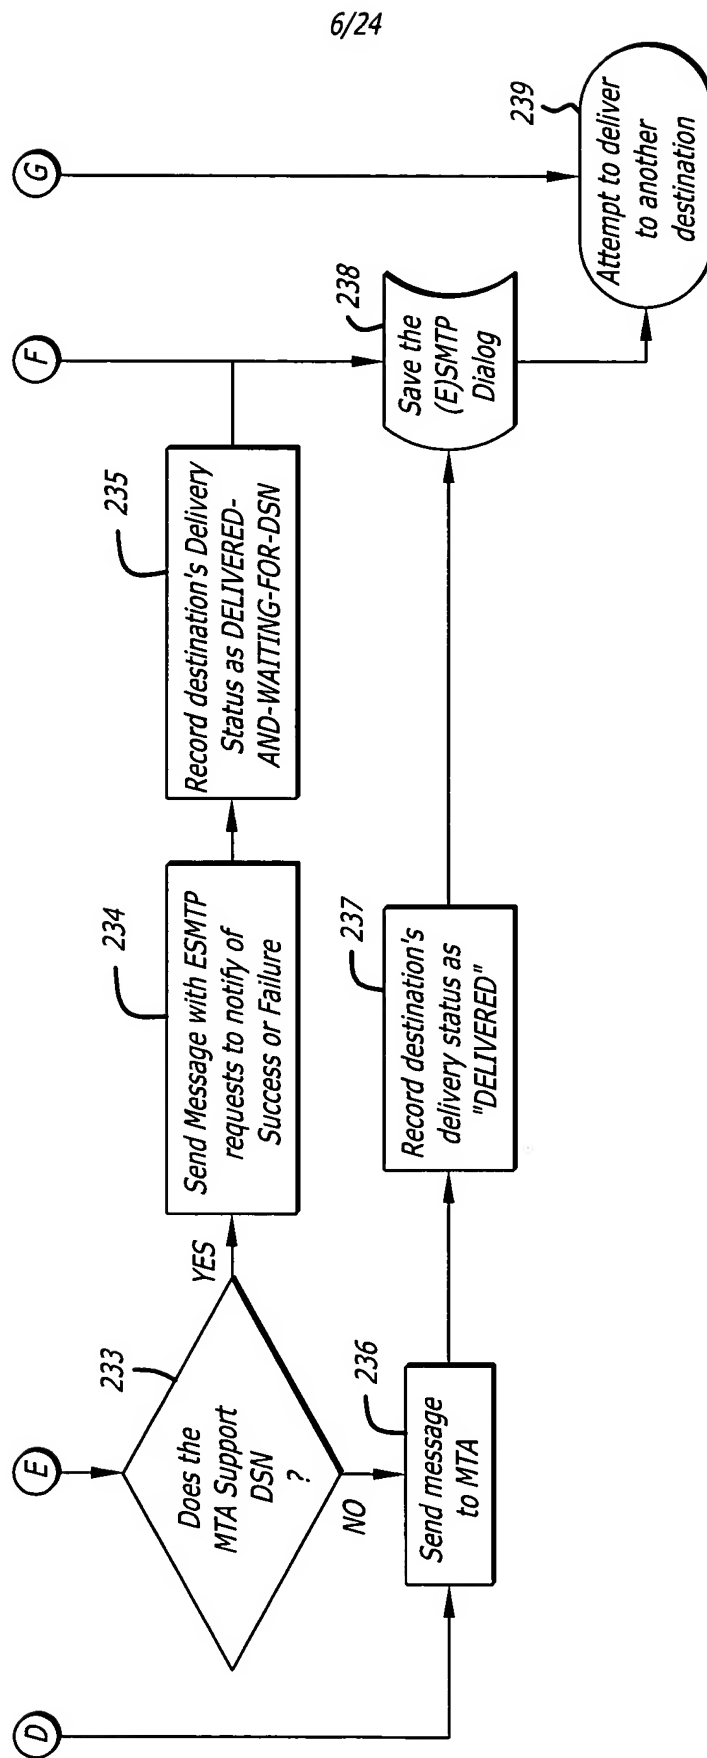 6/24
D
E
F
G
233
Does the
MTA Support
DSN
?
YES
NO
234
Send Message with ESMTP
requests to notify of
Success or Failure
235
Record destination's Delivery
Status as DELIVERED-
AND-WAITING-FOR-DSN
236
Send message
to MTA
237
Record destination's
delivery status as
"DELIVERED"
238
Save the
(E)SMTP
Dialog
239
Attempt to deliver
to another
destination